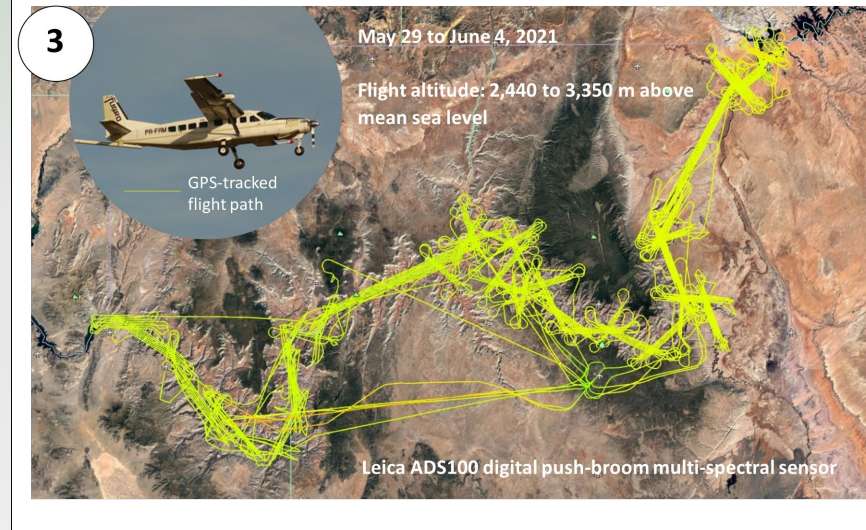 3
May 29 to June 4, 2021
Flight altitude: 2,440 to 3,350 m above
mean sea level
GPS-tracked
flight path
Leica ADS100 digital push-broom multi-spectral sensor